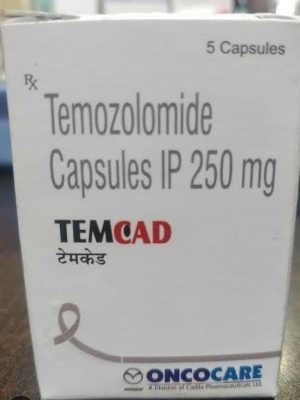 5 Capsules
Rx
Temozolomide
Capsules IP 250 mg
TEMCAD
टेमकेड
ONCOCARE
A Division of Cadila Pharmaceuticals Ltd.